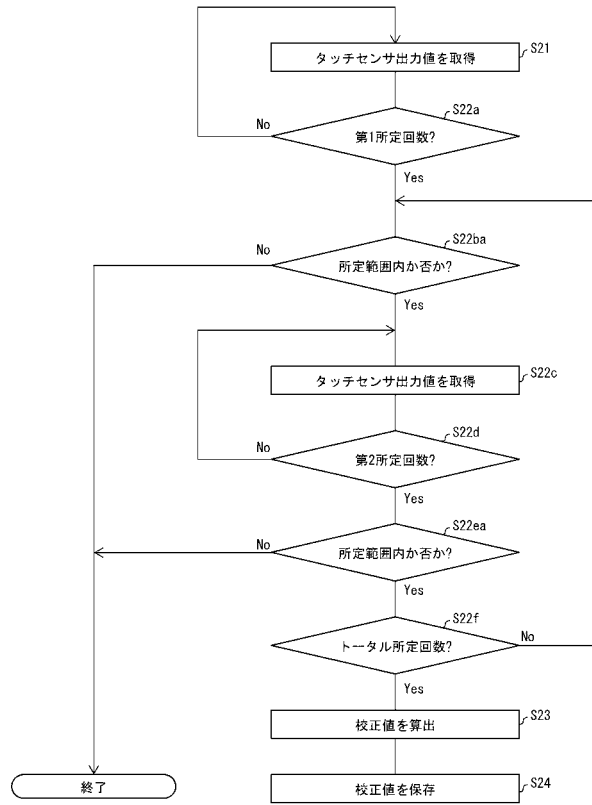 タッチセンサ出力値を取得
S21
第1所定回数?
S22a
No
Yes
所定範囲内か否か?
S22ba
No
Yes
タッチセンサ出力値を取得
S22c
第2所定回数?
S22d
No
Yes
所定範囲内か否か?
S22ea
No
Yes
トータル所定回数?
S22f
No
Yes
校正値を算出
S23
終了
校正値を保存
S24